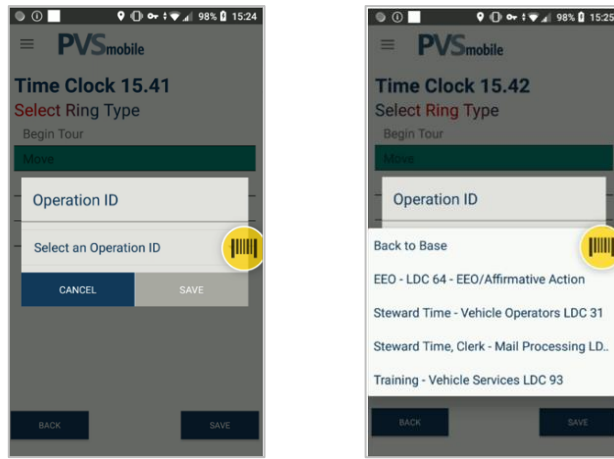 98% 15:24
PVSmobile
Time Clock 15.41
Select Ring Type
Begin Tour
Move
Operation ID
Select an Operation ID
CANCEL SAVE
BACK SAVE
98% 15:25
PVSmobile
Time Clock 15.42
Select Ring Type
Begin Tour
Move
Operation ID
Back to Base
EEO - LDC 64 - EEO/Affirmative Action
Steward Time - Vehicle Operators LDC 31
Steward Time, Clerk - Mail Processing LD..
Training - Vehicle Services LDC 93
BACK SAVE